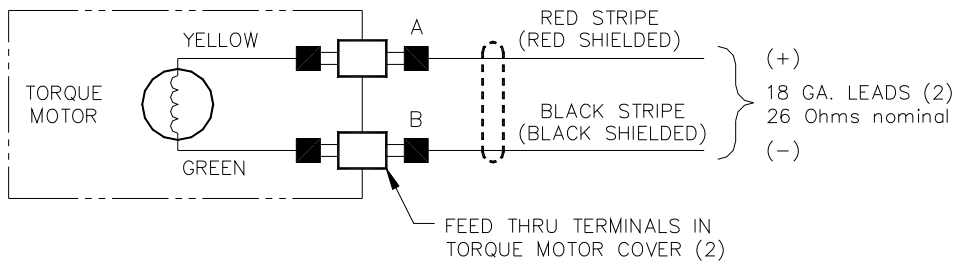 RED STRIPE
(RED SHIELDED)
A
YELLOW
(+)
TORQUE
MOTOR
18 GA. LEADS (2)
26 Ohms nominal
BLACK STRIPE
(BLACK SHIELDED)
B
(-)
GREEN
FEED THRU TERMINALS IN
TORQUE MOTOR COVER (2)